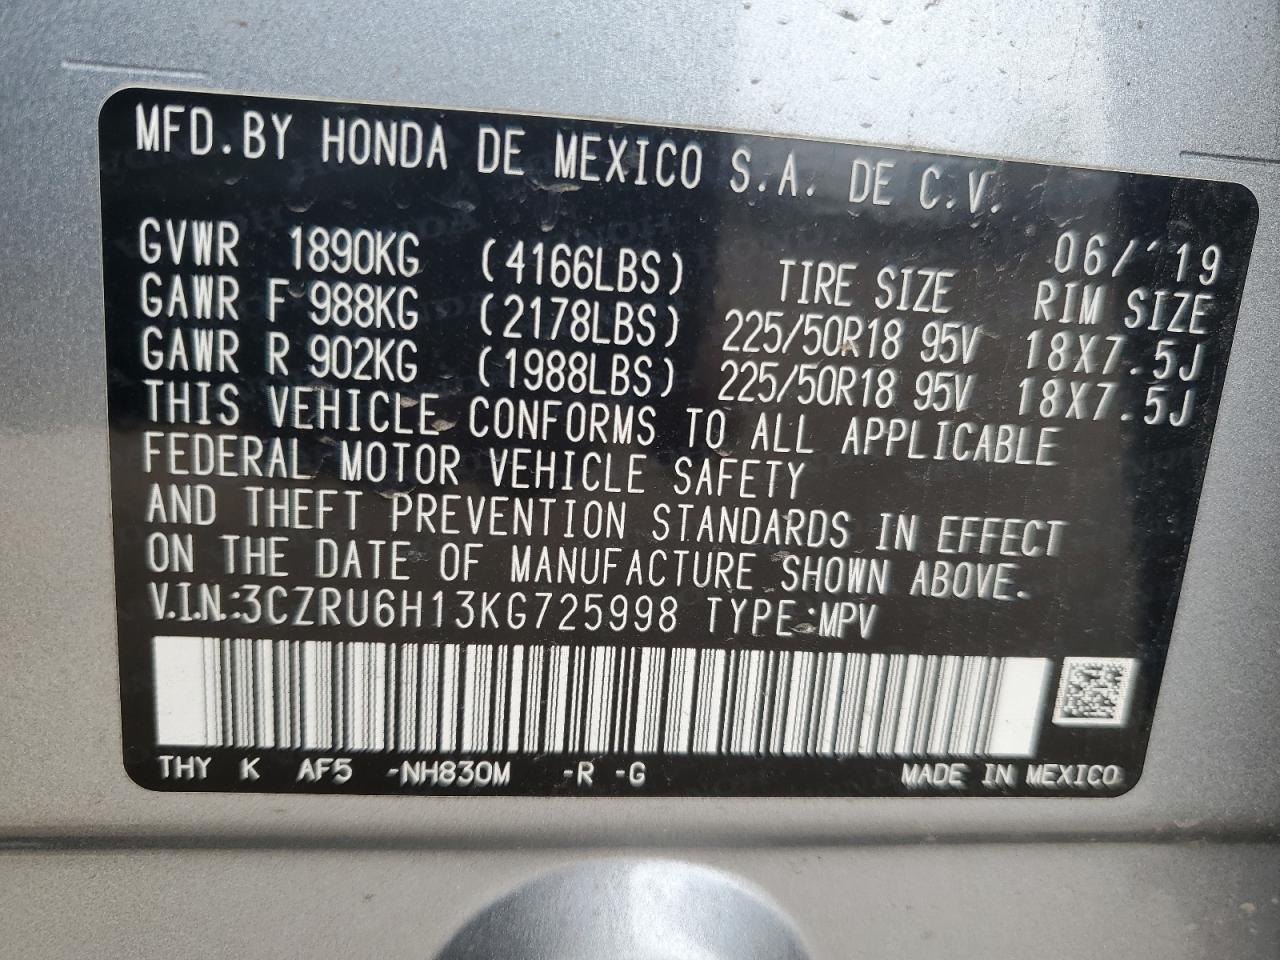 MFD.BY HONDA DE MEXICO S.A. DE C.V.
06/'19
GVWR 1890KG (4166LBS) TIRE SIZE RIM SIZE
GAWR F 988KG (2178LBS) 225/50R18 95V 18X7.5J
GAWR R 902KG (1988LBS) 225/50R18 95V 18X7.5J
THIS VEHICLE CONFORMS TO ALL APPLICABLE
FEDERAL MOTOR VEHICLE SAFETY
AND THEFT PREVENTION STANDARDS IN EFFECT
ON THE DATE OF MANUFACTURE SHOWN ABOVE.
V.I.N.:3CZRU6H13KG725998 TYPE:MPV
THY K AF5 -NH830M -R -G MADE IN MEXICO